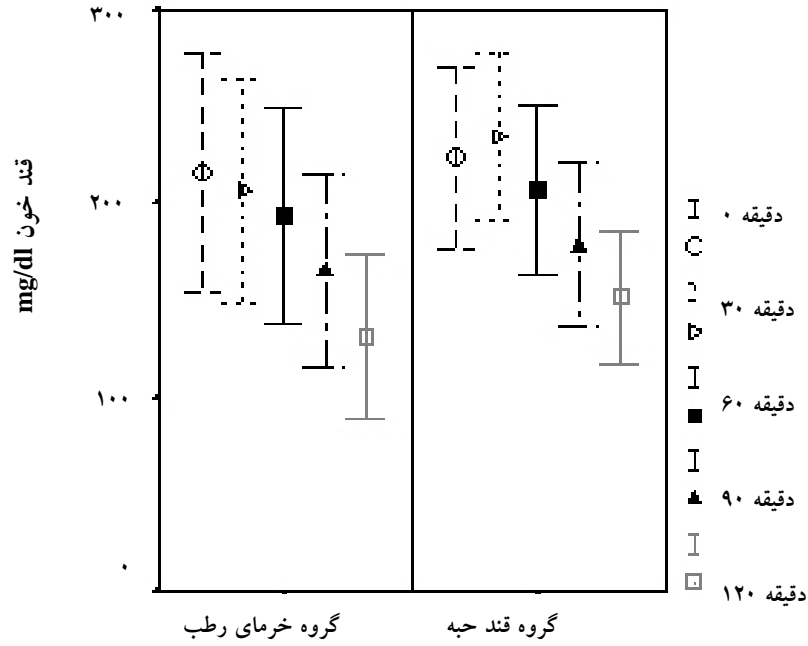 ۳۰۰
۲۰۰
۱۰۰
۰
قند خون mg/dl
گروه خرمای رطب
گروه قند حبه
دقیقه ۰
دقیقه ۳۰
دقیقه ۶۰
دقیقه ۹۰
دقیقه ۱۲۰